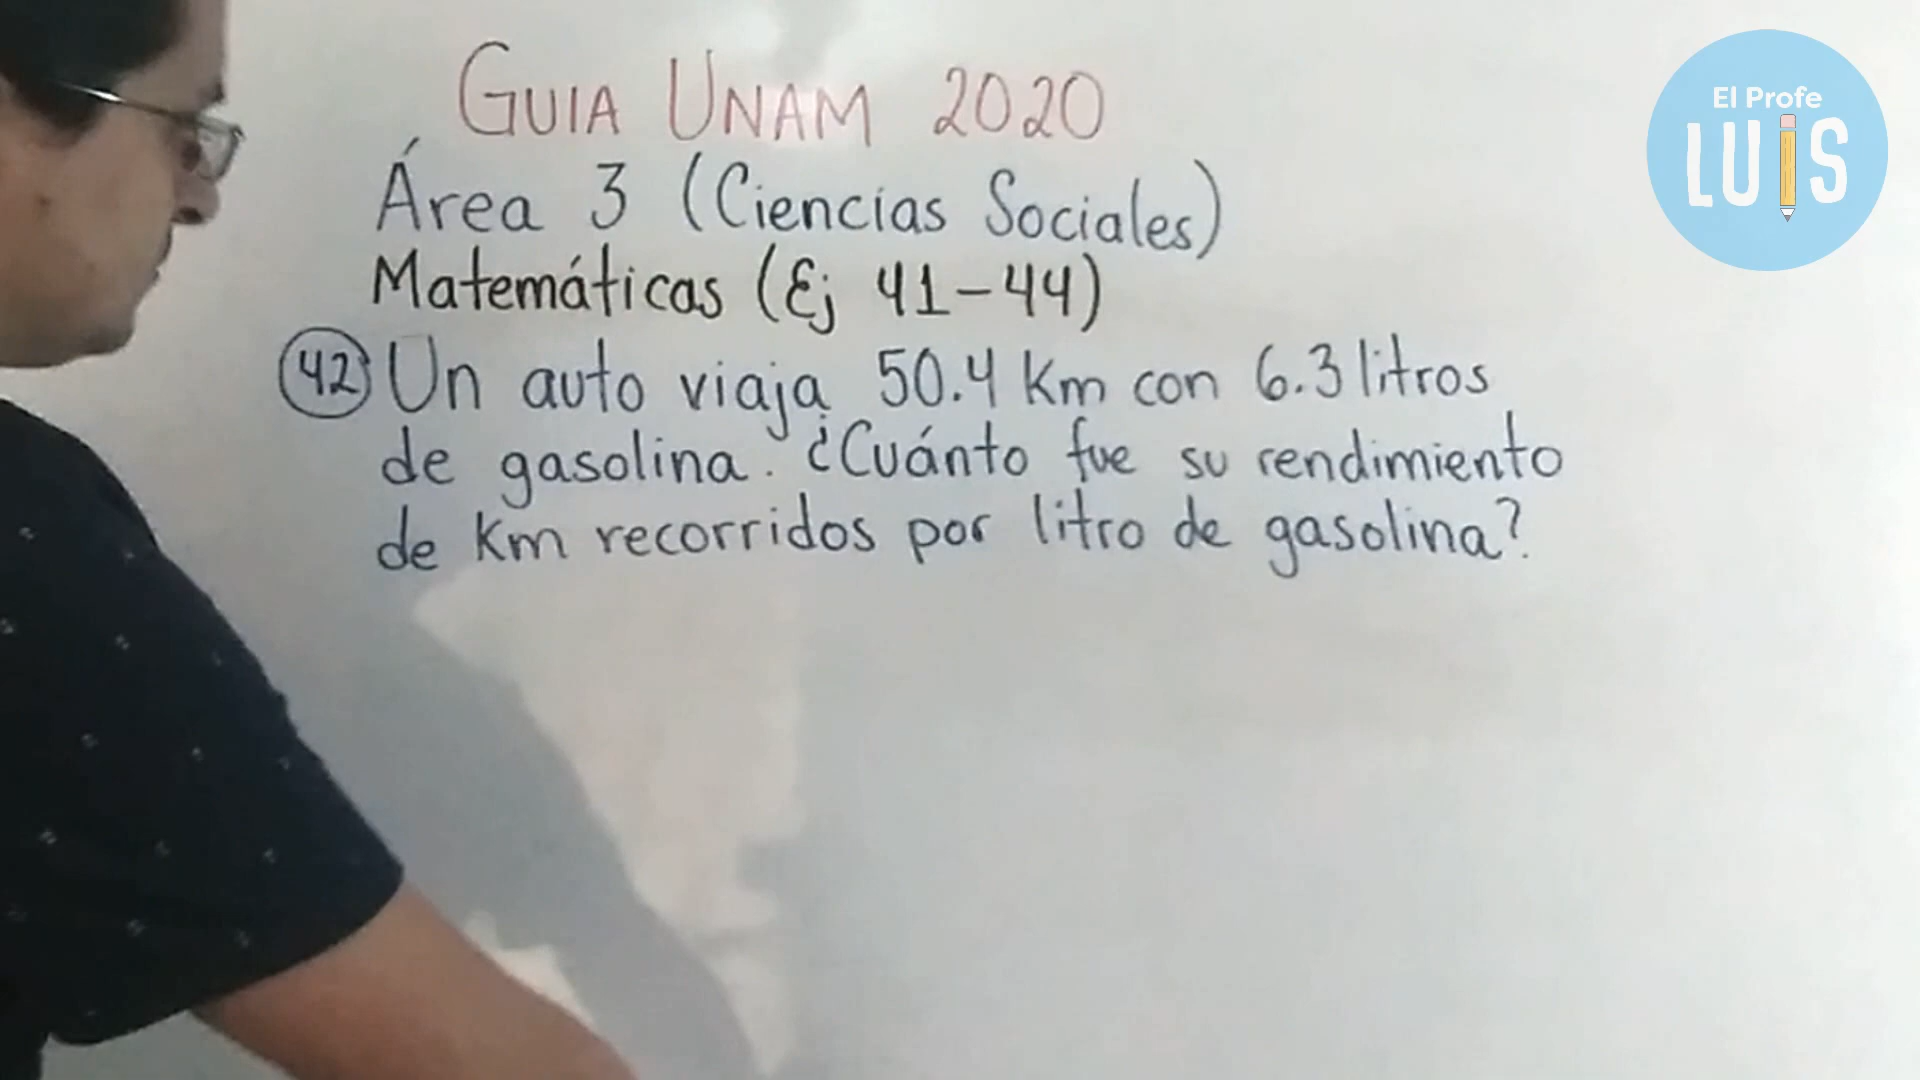 GUIA UNAM 2020
Área 3 (Ciencias Sociales)
Matemáticas (Ej 41-44)
42 Un auto viaja 50.4 Km con 6.3 litros
de gasolina. ¿Cuánto fue su rendimiento
de Km recorridos por litro de gasolina?
El Profe
LUIS